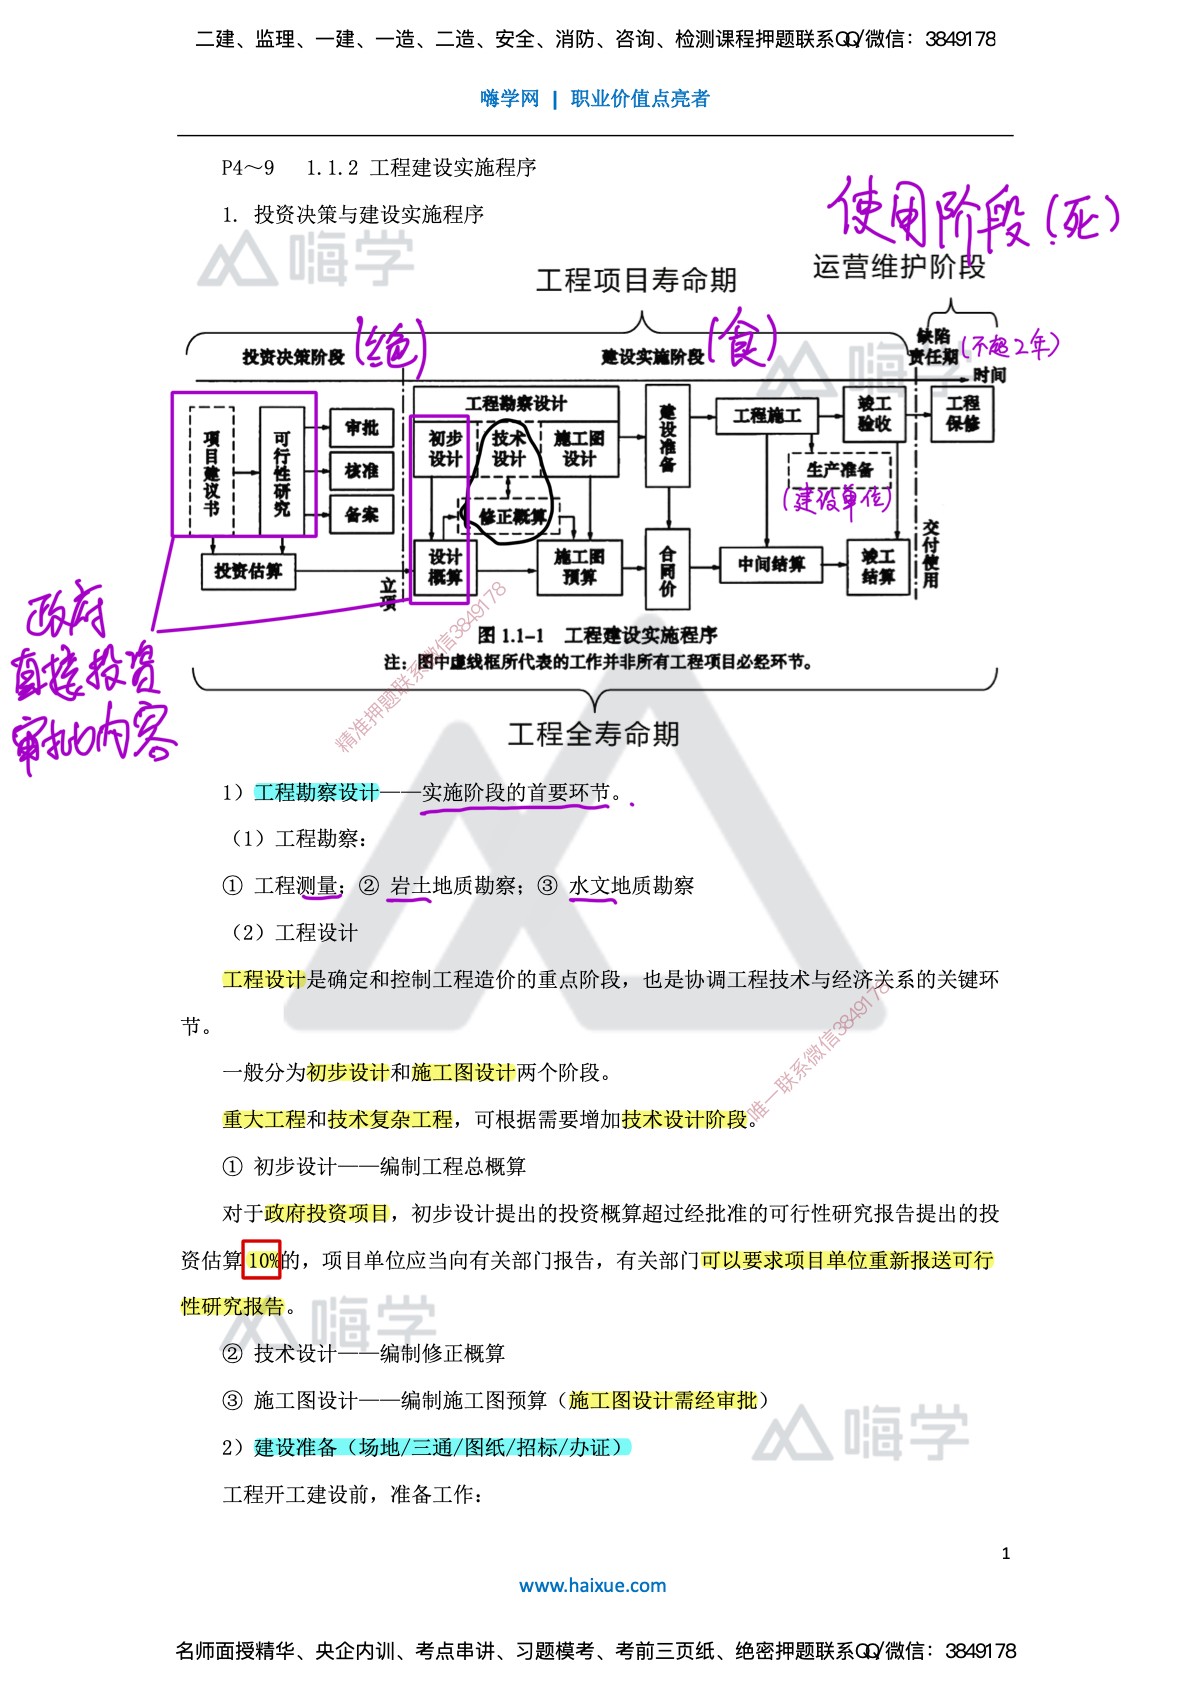 二建、监理、一建、一造、二造、安全、消防、咨询、检测课程押题联系QQ/微信：3849178
嗨学网 | 职业价值点亮者
P4～9 1.1.2 工程建设实施程序
1. 投资决策与建设实施程序
使用阶段(死)
嗨学
工程项目寿命期
运营维护阶段
投资决策阶段
(绝)
建设实施阶段
(食)
缺陷
责任期
(不超2年)
嗨学
时间
项目建议书
可行性研究
审批
核准
备案
投资估算
立项
工程勘察设计
初步
设计
技术
设计
施工图
设计
修正概算
设计
概算
施工图
预算
建设准备
合同价
工程施工
生产准备
(建设单位)
中间结算
竣工
验收
竣工
结算
工程
保修
交付使用
政府
直接投资
审批内容
图 1.1-1 工程建设实施程序
注：图中虚线框所代表的工作并非所有工程项目必经环节。
精准押题联系微信3849178
工程全寿命期
1）工程勘察设计——实施阶段的首要环节。
（1）工程勘察：
① 工程测量；② 岩土地质勘察；③ 水文地质勘察
（2）工程设计
工程设计是确定和控制工程造价的重点阶段，也是协调工程技术与经济关系的关键环
节。
唯一联系微信3849178
一般分为初步设计和施工图设计两个阶段。
重大工程和技术复杂工程，可根据需要增加技术设计阶段。
① 初步设计——编制工程总概算
对于政府投资项目，初步设计提出的投资概算超过经批准的可行性研究报告提出的投
资估算 10%的，项目单位应当向有关部门报告，有关部门可以要求项目单位重新报送可行
性研究报告。
嗨学
② 技术设计——编制修正概算
③ 施工图设计——编制施工图预算（施工图设计需经审批）
嗨学
2）建设准备（场地/三通/图纸/招标/办证）
工程开工建设前，准备工作：
1
www.haixue.com
名师面授精华、央企内训、考点串讲、习题模考、考前三页纸、绝密押题联系QQ/微信：3849178